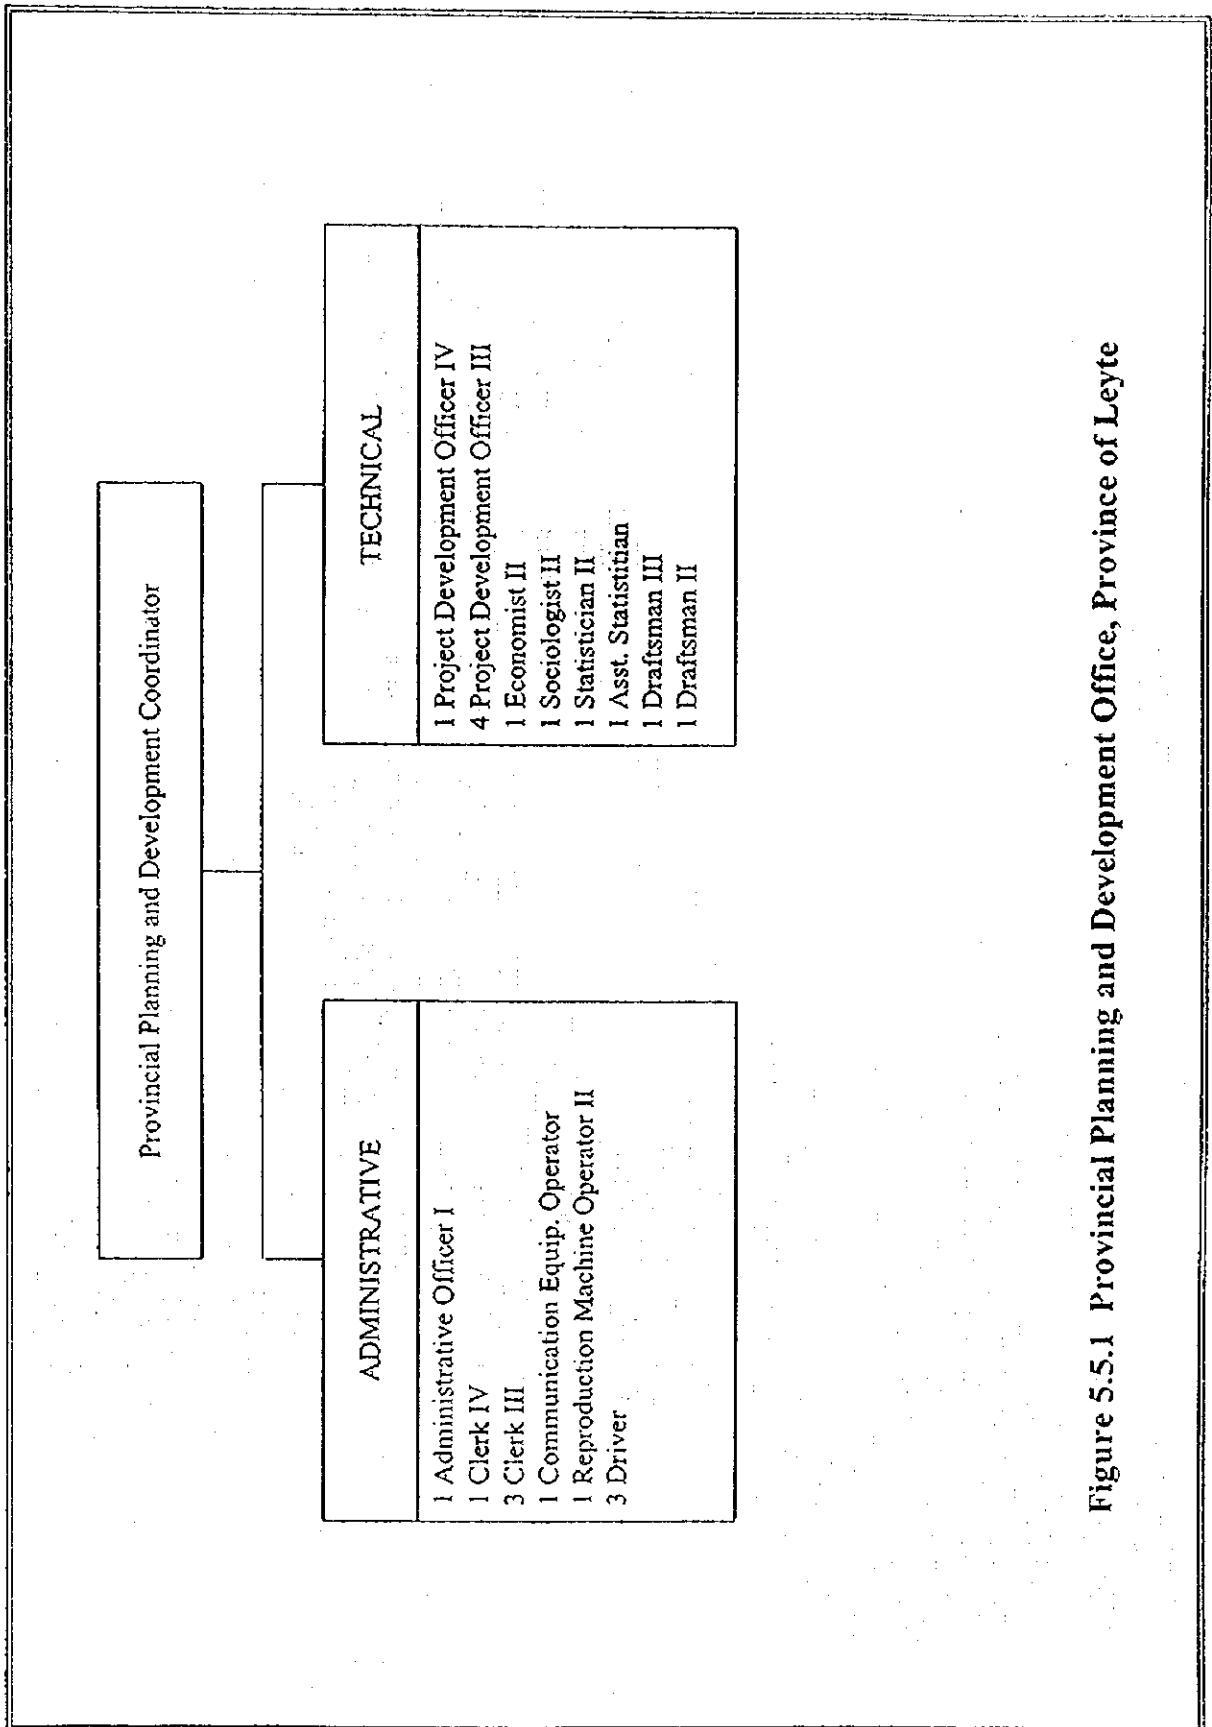 Provincial Planning and Development Coordinator
ADMINISTRATIVE
1 Administrative Officer I
1 Clerk IV
3 Clerk III
1 Communication Equip. Operator
1 Reproduction Machine Operator II
3 Driver
TECHNICAL
1 Project Development Officer IV
4 Project Development Officer III
1 Economist II
1 Sociologist II
1 Statistician II
1 Asst. Statistitian
1 Draftsman III
1 Draftsman II
Figure 5.5.1 Provincial Planning and Development Office, Province of Leyte